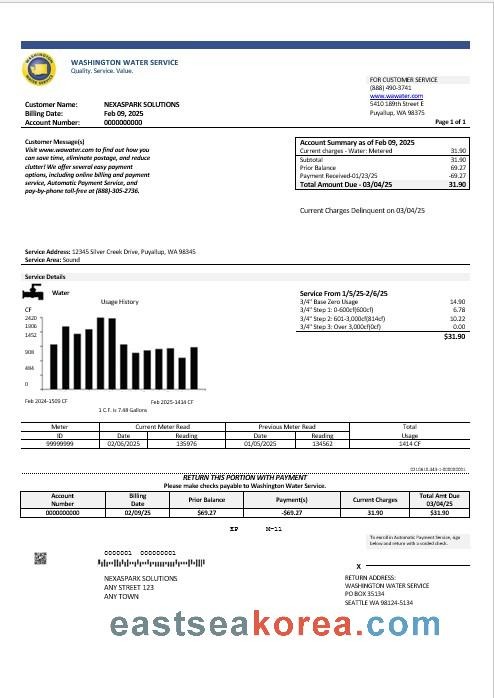 WASHINGTON WATER SERVICE
Quality. Service. Value.
FOR CUSTOMER SERVICE
(888) 490-3741
www.wawater.com
5410 189th Street E
Puyallup, WA 98375
Customer Name: NEXASPARK SOLUTIONS
Billing Date: Feb 09, 2025
Account Number: 0000000000
Page 1 of 1
Customer Message(s)
Visit www.wawater.com to find out how you
can save time, eliminate postage, and reduce
clutter! We offer several easy payment
options, including online billing and payment
service, Automatic Payment Service, and
pay-by-phone toll-free at (888)-305-2736.
Account Summary as of Feb 09, 2025
Current charges - Water: Metered 31.90
Subtotal 31.90
Prior Balance 69.27
Payment Received-01/23/25 -69.27
Total Amount Due - 03/04/25 31.90
Current Charges Delinquent on 03/04/25
Service Address: 12345 Silver Creek Drive, Puyallup, WA 98345
Service Area: Sound
Service Details
Water
Usage History
CF
2420
1906
1452
908
484
0
Feb 2024-1509 CF Feb 2025-1414 CF
1 C.F. is 7.48 Gallons
Service From 1/5/25-2/6/25
3/4" Base Zero Usage 14.90
3/4" Step 1: 0-600cf(600cf) 6.78
3/4" Step 2: 601-3,000cf(814cf) 10.22
3/4" Step 3: Over 3,000cf(0cf) 0.00
$31.90
Meter Current Meter Read Previous Meter Read Total
ID Date Reading Date Reading Usage
99999999 02/06/2025 135976 01/05/2025 134562 1414 CF
RETURN THIS PORTION WITH PAYMENT
Please make checks payable to Washington Water Service.
Account Number Billing Date Prior Balance Payment(s) Current Charges Total Amt Due 03/04/25
0000000000 02/09/25 $69.27 -$69.27 31.90 $31.90
To enroll in Automatic Payment Service, sign
below and return with a voided check.
0000001 000000001
X
NEXASPARK SOLUTIONS
ANY STREET 123
ANY TOWN
RETURN ADDRESS:
WASHINGTON WATER SERVICE
PO BOX 35134
SEATTLE WA 98124-5134
eastseakorea.com